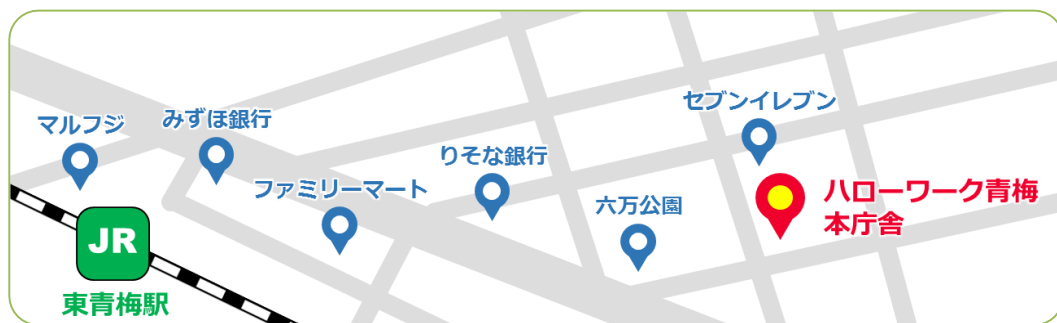 マルフジ
みずほ銀行
ファミリーマート
りそな銀行
六万公園
セブンイレブン
ハローワーク青梅
本庁舎
JR
東青梅駅